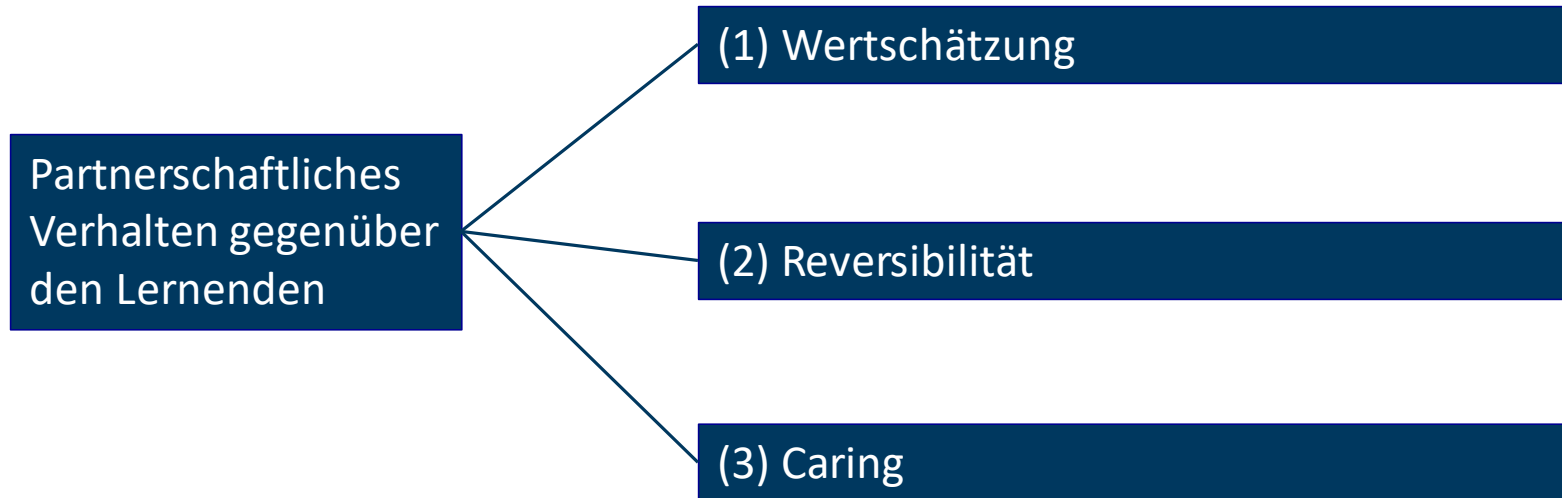 (1) Wertschätzung
Partnerschaftliches
Verhalten gegenüber
den Lernenden
(2) Reversibilität
(3) Caring